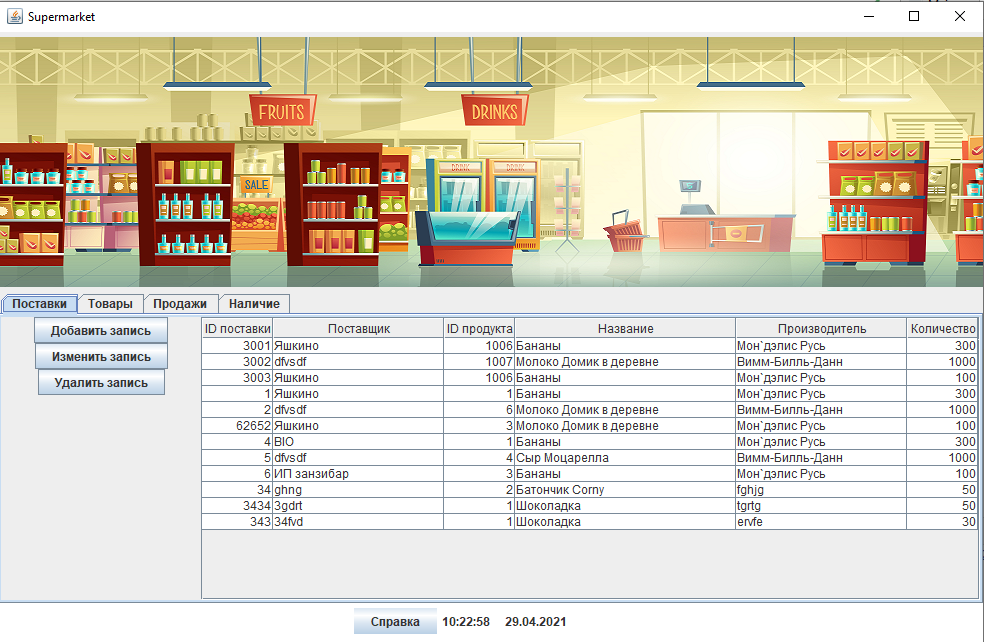 Supermarket
FRUITS
DRINKS
SALE
Поставки Товары Продажи Наличие
Добавить запись
Изменить запись
Удалить запись
ID поставки Поставщик ID продукта Название Производитель Количество
3001 Яшкино 1006 Бананы Мон`дэлис Русь 300
3002 dfvsdf 1007 Молоко Домик в деревне Вимм-Билль-Данн 1000
3003 Яшкино 1006 Бананы Мон`дэлис Русь 100
1 Яшкино 1 Бананы Мон`дэлис Русь 300
2 dfvsdf 6 Молоко Домик в деревне Вимм-Билль-Данн 1000
62652 Яшкино 3 Молоко Домик в деревне Мон`дэлис Русь 100
4 BIO 1 Бананы Мон`дэлис Русь 300
5 dfvsdf 4 Сыр Моцарелла Вимм-Билль-Данн 1000
6 ИП занзибар 3 Бананы Мон`дэлис Русь 100
34 ghng 2 Батончик Corny fghjg 50
3434 3gdrt 1 Шоколадка tgrtg 50
343 34fvd 1 Шоколадка ervfe 30
Справка 10:22:58 29.04.2021